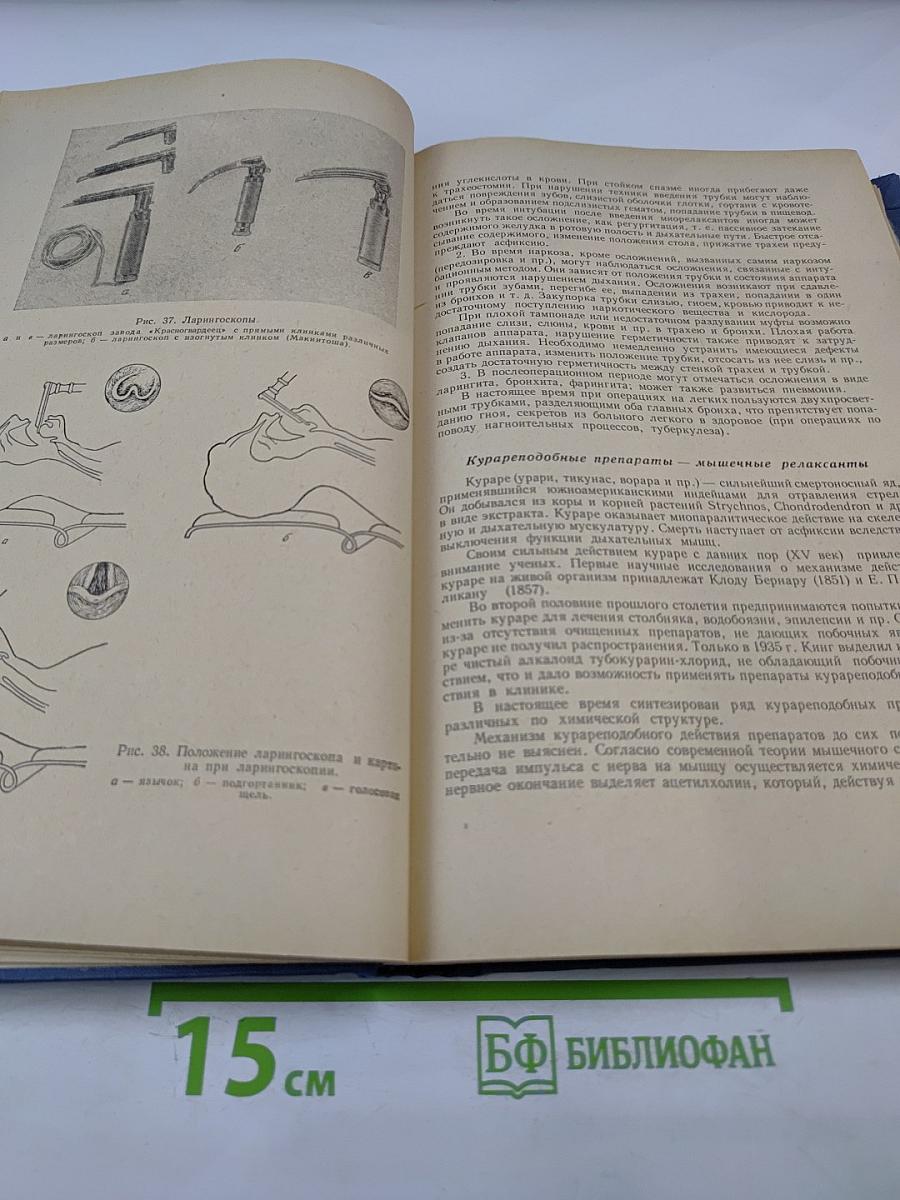 а
б
в
Рис. 37. Ларингоскопы.
а и в — ларингоскоп завода «Красногвардеец» с прямыми клинками различных
размеров; б — ларингоскоп с изогнутым клинком (Макинтоша).
а
б
Рис. 38. Положение ларингоскопа и карти-
на при ларингоскопии.
а — язычок; б — подгортанник; в — голосовая
щель.
ния углекислоты в крови. При стойком спазме иногда прибегают даже
к трахеостомии. При нарушении техники введения трубки могут наблю-
даться повреждения зубов, слизистой оболочки глотки, гортани с кровоте-
чением и образованием подслизистых гематом, попадание трубки в пищевод.
Во время интубации после введения миорелаксантов иногда может
возникнуть такое осложнение, как регургитация, т. е. пассивное затекание
содержимого желудка в ротовую полость и дыхательные пути. Быстрое отса-
сывание содержимого, изменение положения стола, прижатие трахеи преду-
преждают асфиксию.
2. Во время наркоза, кроме осложнений, вызванных самим наркозом
(передозировка и пр.), могут наблюдаться осложнения, связанные с инту-
бационным методом. Они зависят от положения трубки и состояния аппарата
и проявляются нарушением дыхания. Осложнения возникают при сдавле-
нии трубки зубами, перегибе ее, выпадении из трахеи, попадании в один
из бронхов и т. д. Закупорка трубки слизью, гноем, кровью приводит к не-
достаточному поступлению наркотического вещества и кислорода.
При плохой тампонаде или недостаточном раздувании муфты возможно
попадание слизи, слюны, крови и пр. в трахею и бронхи. Плохая работа
клапанов аппарата, нарушение герметичности также приводят к затруд-
нению дыхания. Необходимо немедленно устранить имеющиеся дефекты
в работе аппарата, изменить положение трубки, отсосать из нее слизь и пр.,
создать достаточную герметичность между стенкой трахеи и трубкой.
3. В послеоперационном периоде могут отмечаться осложнения в виде
ларингита, бронхита, фарингита; может также развиться пневмония.
В настоящее время при операциях на легких пользуются двухпросвет-
ными трубками, разделяющими оба главных бронха, что препятствует попа-
данию гноя, секретов из больного легкого в здоровое (при операциях по
поводу нагноительных процессов, туберкулеза).
Курареподобные препараты — мышечные релаксанты
Кураре (урари, тикунас, ворара и пр.) — сильнейший смертоносный яд,
применявшийся южноамериканскими индейцами для отравления стрел
Он добывался из коры и корней растений Strychnos, Chondrodendron и др
в виде экстракта. Кураре оказывает миопаралитическое действие на скеле
ную и дыхательную мускулатуру. Смерть наступает от асфиксии вследств
выключения функции дыхательных мышц.
Своим сильным действием кураре с давних пор (XV век) привле
внимание ученых. Первые научные исследования о механизме дейс
кураре на живой организм принадлежат Клоду Бернару (1851) и Е. П
ликану (1857).
Во второй половине прошлого столетия предпринимаются попытки
менить кураре для лечения столбняка, водобоязни, эпилепсии и пр. О
из-за отсутствия очищенных препаратов, не дающих побочных яв
кураре не получил распространения. Только в 1935 г. Кинг выделил и
ре чистый алкалоид тубокурарин-хлорид, не обладающий побочны
ствием, что и дало возможность применять препараты курареподобн
ствия в клинике.
В настоящее время синтезирован ряд курареподобных пр
различных по химической структуре.
Механизм курареподобного действия препаратов до сих по
тельно не выяснен. Согласно современной теории мышечного с
передача импульса с нерва на мышцу осуществляется химиче
нервное окончание выделяет ацетилхолин, который, действуя
15 см
БФ БИБЛИОФАН